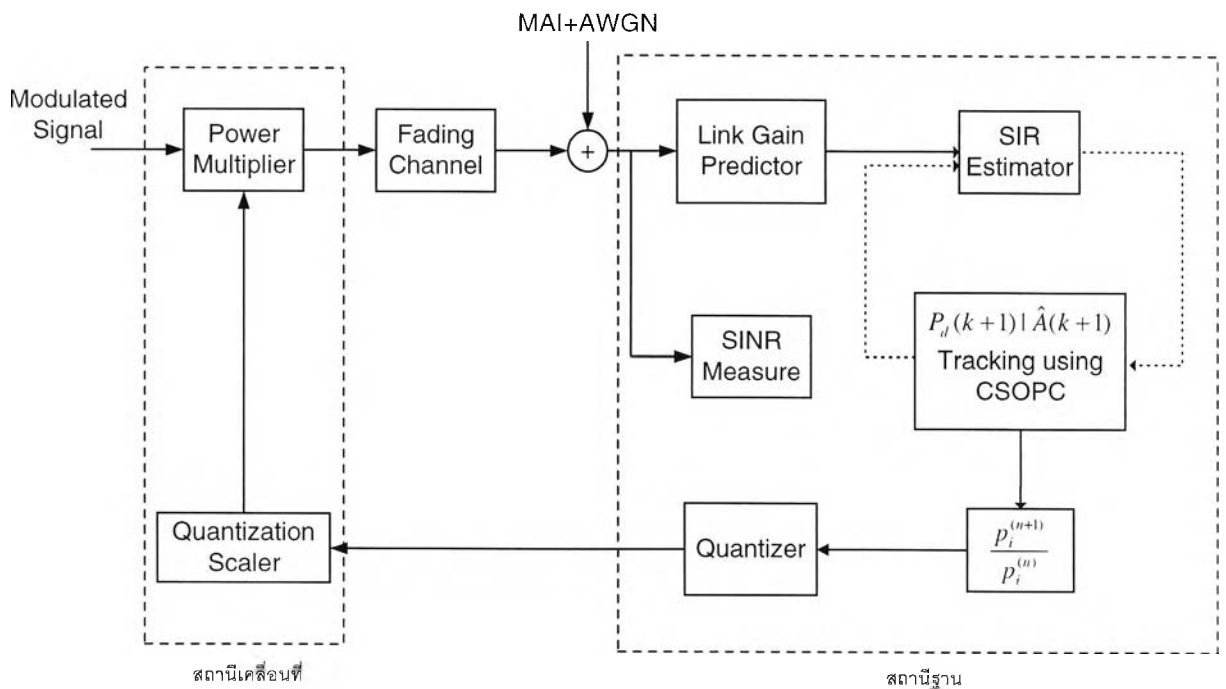 MAI+AWGN
Modulated
Signal
Power
Multiplier
Fading
Channel
+
Link Gain
Predictor
SIR
Estimator
SINR
Measure
P_d(k+1) | Â(k+1)
Tracking using
CSOPC
Quantization
Scaler
Quantizer
p_i^{(n+1)}
p_i^{(n)}
สถานีเคลื่อนที่
สถานีฐาน